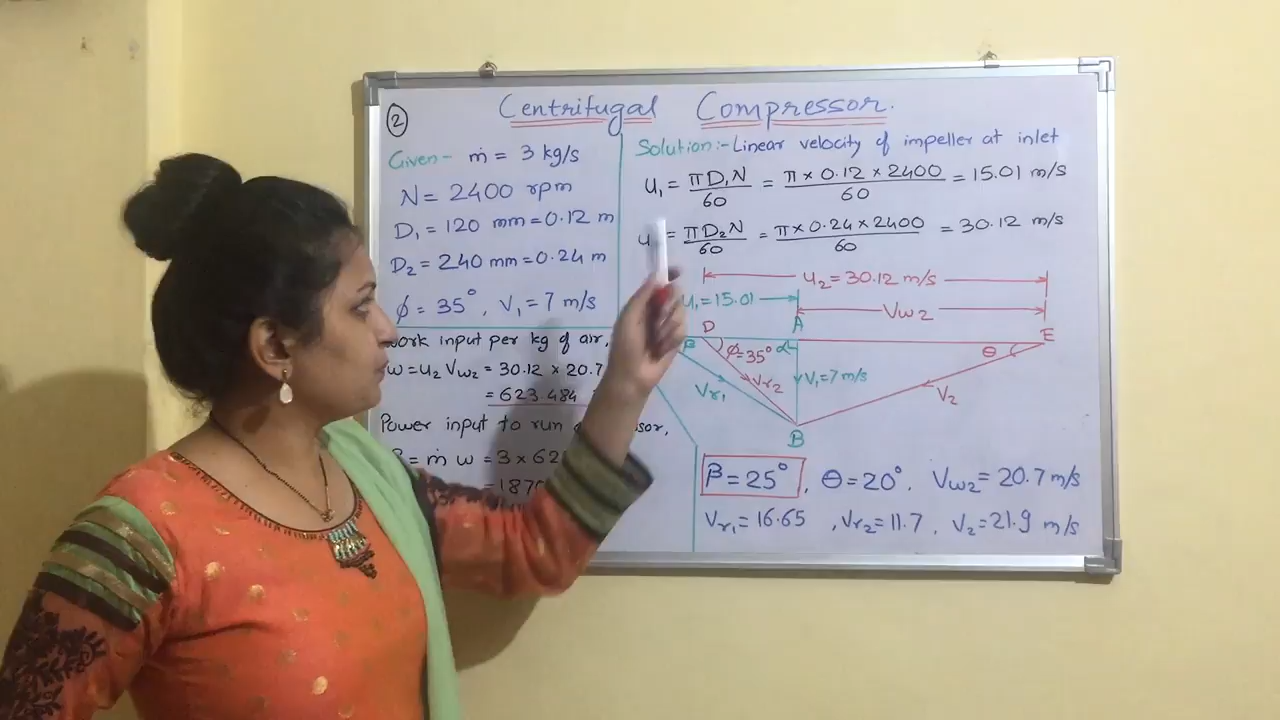 ② Centrifugal Compressor.
Given- ṁ = 3 kg/s
N = 2400 rpm
D₁ = 120 mm = 0.12 m
D₂ = 240 mm = 0.24 m
ϕ = 35°, V₁ = 7 m/s
Work input per kg of air,
w = u₂ Vw₂ = 30.12 × 20.7
= 623.484
Power input to run
= ṁ w = 3 × 62
= 187
Solution:- Linear velocity of impeller at inlet
u₁ = πD₁N/60 = π × 0.12 × 2400/60 = 15.01 m/s
u = πD₂N/60 = π × 0.24 × 2400/60 = 30.12 m/s
u₂ = 30.12 m/s
u₁ = 15.01
Vw₂
D A E
ϕ=35° α θ
Vr₁ Vr₂ V₁=7 m/s V₂
B
β = 25°, θ = 20°, Vw₂ = 20.7 m/s
Vr₁ = 16.65, Vr₂ = 11.7, V₂ = 21.9 m/s